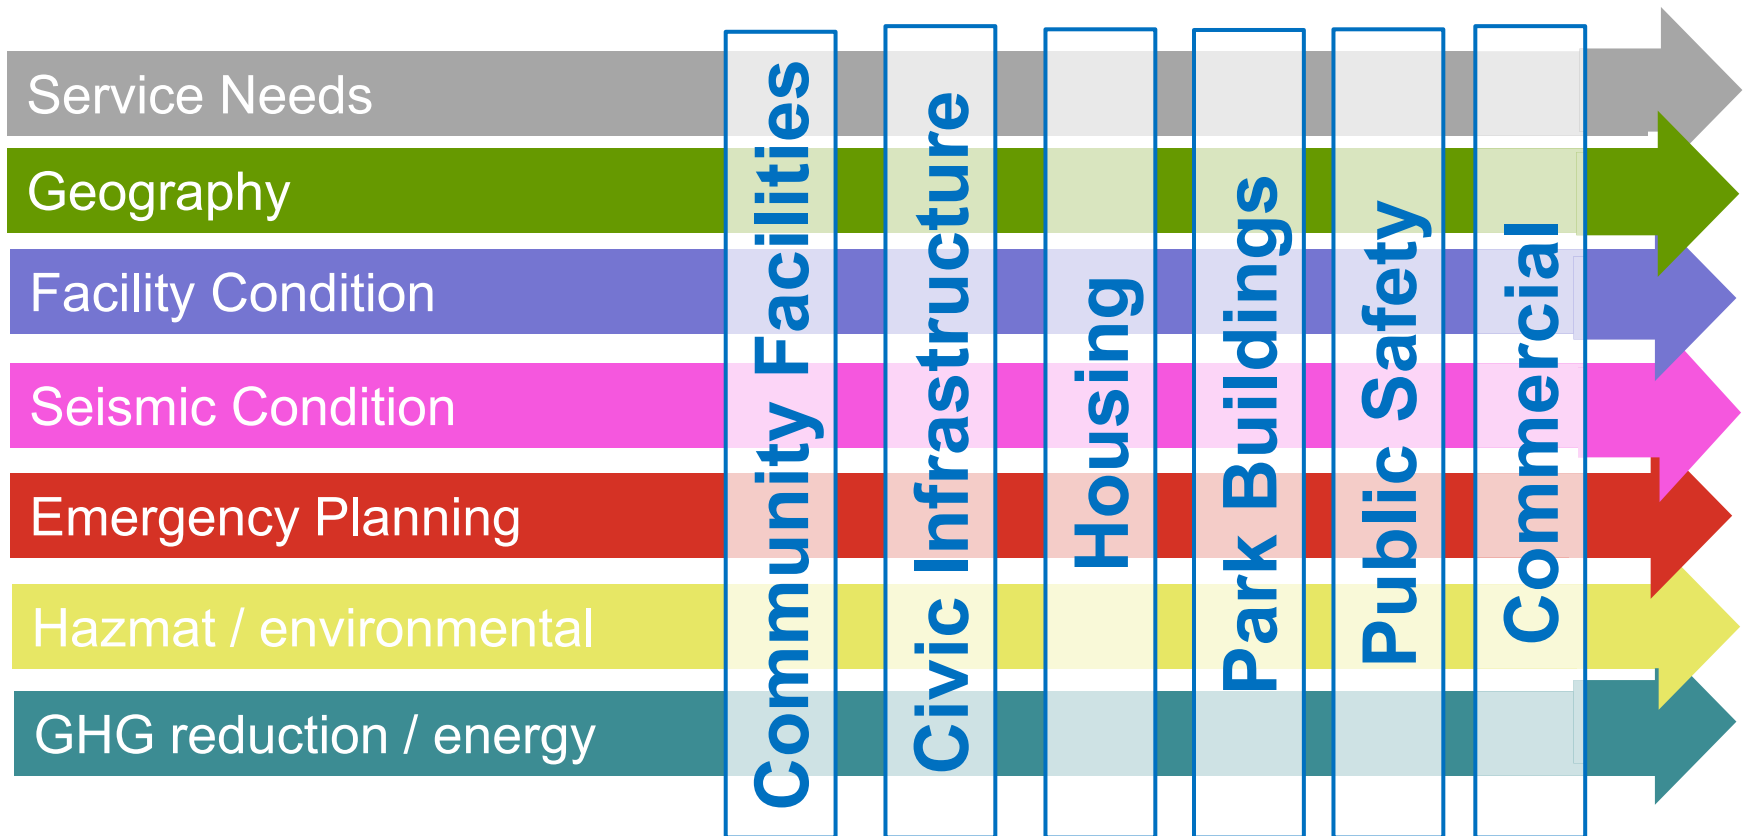 Service Needs
Geography
Facility Condition
Seismic Condition
Emergency Planning
Hazmat / environmental
GHG reduction / energy
Community Facilities
Civic Infrastructure
Housing
Park Buildings
Public Safety
Commercial